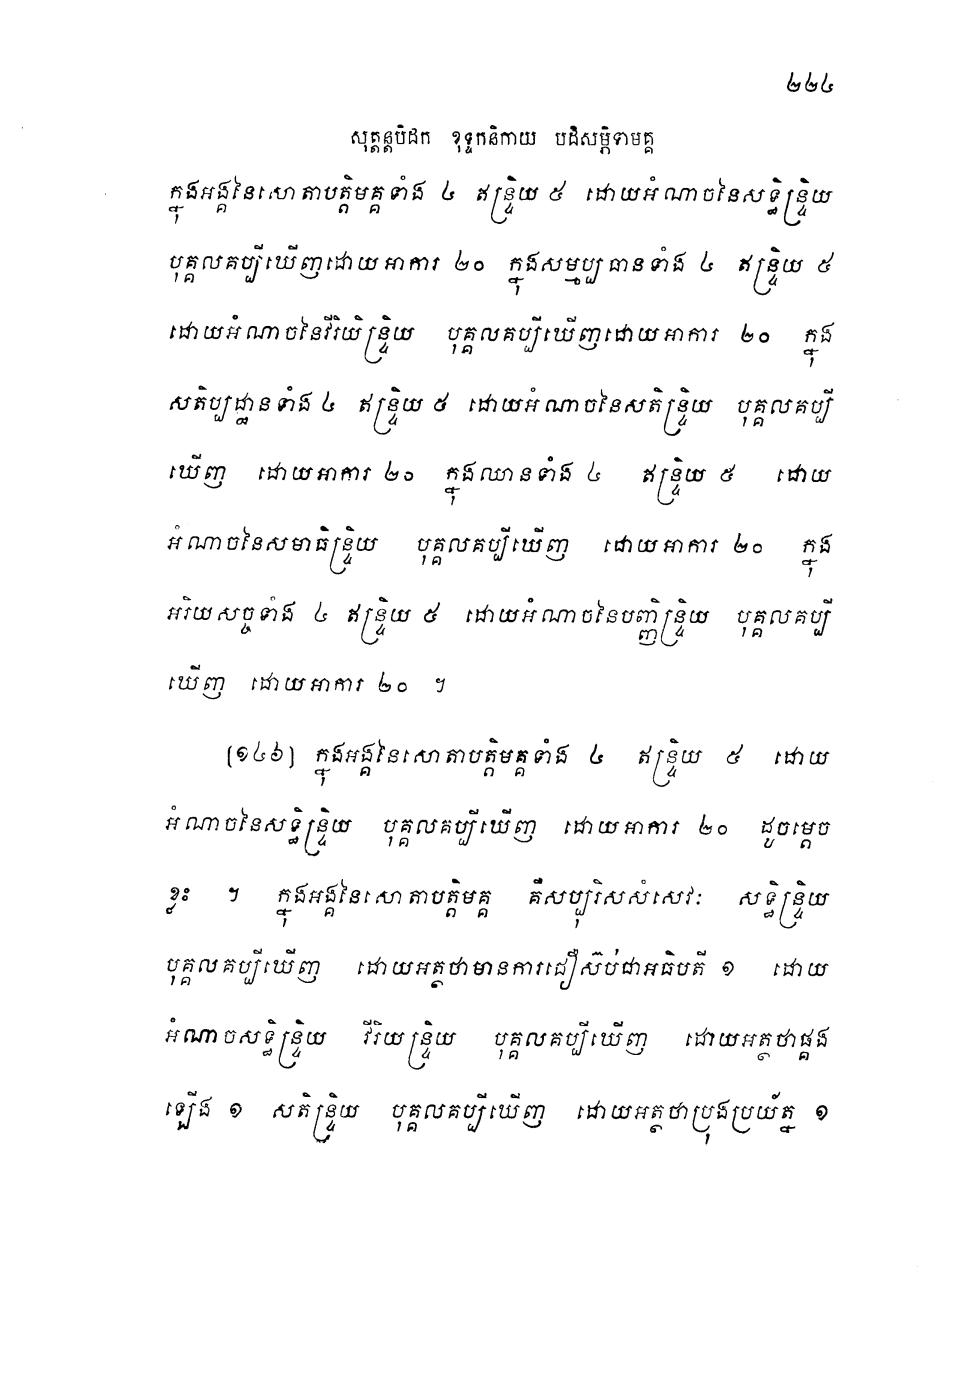 ២២៤
សុត្តន្តបិដក ខុទ្ទកនិកាយ បដិសម្ភិទាមគ្គ
ក្នុងអង្គនៃសោតាបត្តិមគ្គទាំង ៤ ឥន្ទ្រិយ ៥ ដោយអំណាចនៃសទ្ធិន្ទ្រិយ
បុគ្គលគប្បីឃើញដោយអាការ ២០ ក្នុងសម្មប្បធានទាំង ៤ ឥន្ទ្រិយ ៥
ដោយអំណាចនៃវីរិយិន្ទ្រិយ បុគ្គលគប្បីឃើញដោយអាការ ២០ ក្នុង
សតិប្បដ្ឋានទាំង ៤ ឥន្ទ្រិយ ៥ ដោយអំណាចនៃសតិន្ទ្រិយ បុគ្គលគប្បី
ឃើញ ដោយអាការ ២០ ក្នុងឈានទាំង ៤ ឥន្ទ្រិយ ៥ ដោយ
អំណាចនៃសមាធិន្ទ្រិយ បុគ្គលគប្បីឃើញ ដោយអាការ ២០ ក្នុង
អរិយសច្ចទាំង ៤ ឥន្ទ្រិយ ៥ ដោយអំណាចនៃបញ្ញិន្ទ្រិយ បុគ្គលគប្បី
ឃើញ ដោយអាការ ២០ ។
[១៤៦] ក្នុងអង្គនៃសោតាបត្តិមគ្គទាំង ៤ ឥន្ទ្រិយ ៥ ដោយ
អំណាចនៃសទ្ធិន្ទ្រិយ បុគ្គលគប្បីឃើញ ដោយអាការ ២០ ដូចម្តេច
ខ្លះ ។ ក្នុងអង្គនៃសោតាបត្តិមគ្គ គឺសប្បុរិសសំសេវៈ សទ្ធិន្ទ្រិយ
បុគ្គលគប្បីឃើញ ដោយអត្ថថាមានការជឿស៊ប់ជាអធិបតី ១ ដោយ
អំណាចសទ្ធិន្ទ្រិយ វីរិយន្ទ្រិយ បុគ្គលគប្បីឃើញ ដោយអត្ថថាផ្គង
ឡើង ១ សតិន្ទ្រិយ បុគ្គលគប្បីឃើញ ដោយអត្ថថាប្រុងប្រយ័ត្ន ១